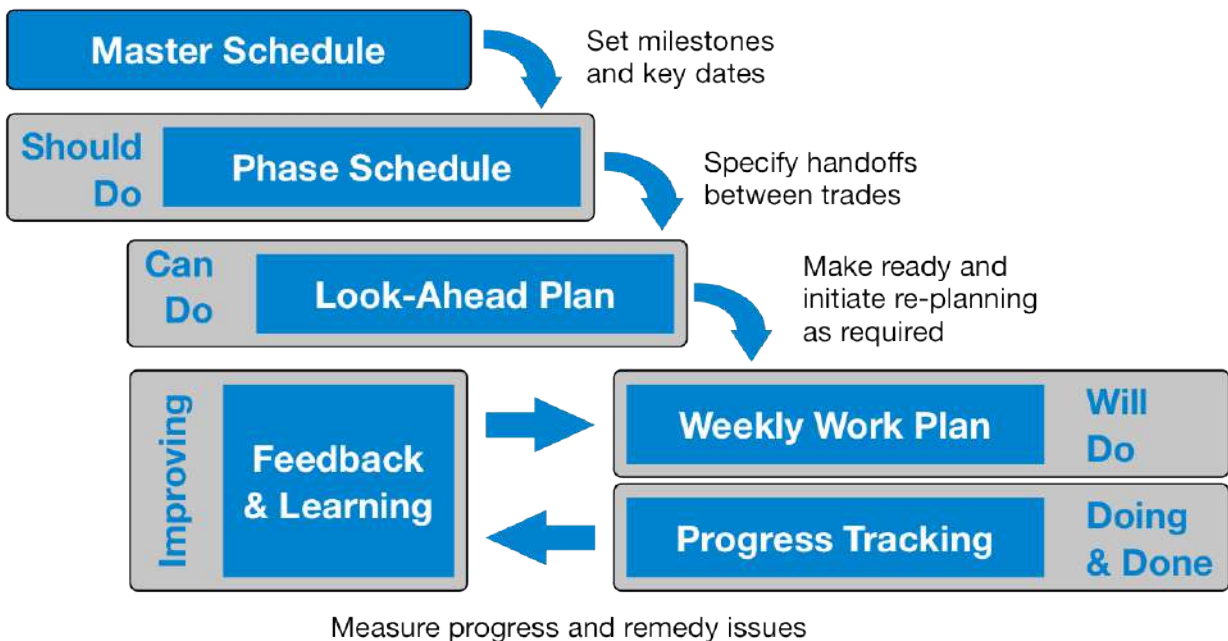 Master Schedule
Set milestones
and key dates
Should
Do
Phase Schedule
Specify handoffs
between trades
Can
Do
Look-Ahead Plan
Make ready and
initiate re-planning
as required
Improving
Feedback
& Learning
Weekly Work Plan
Will
Do
Progress Tracking
Doing
& Done
Measure progress and remedy issues